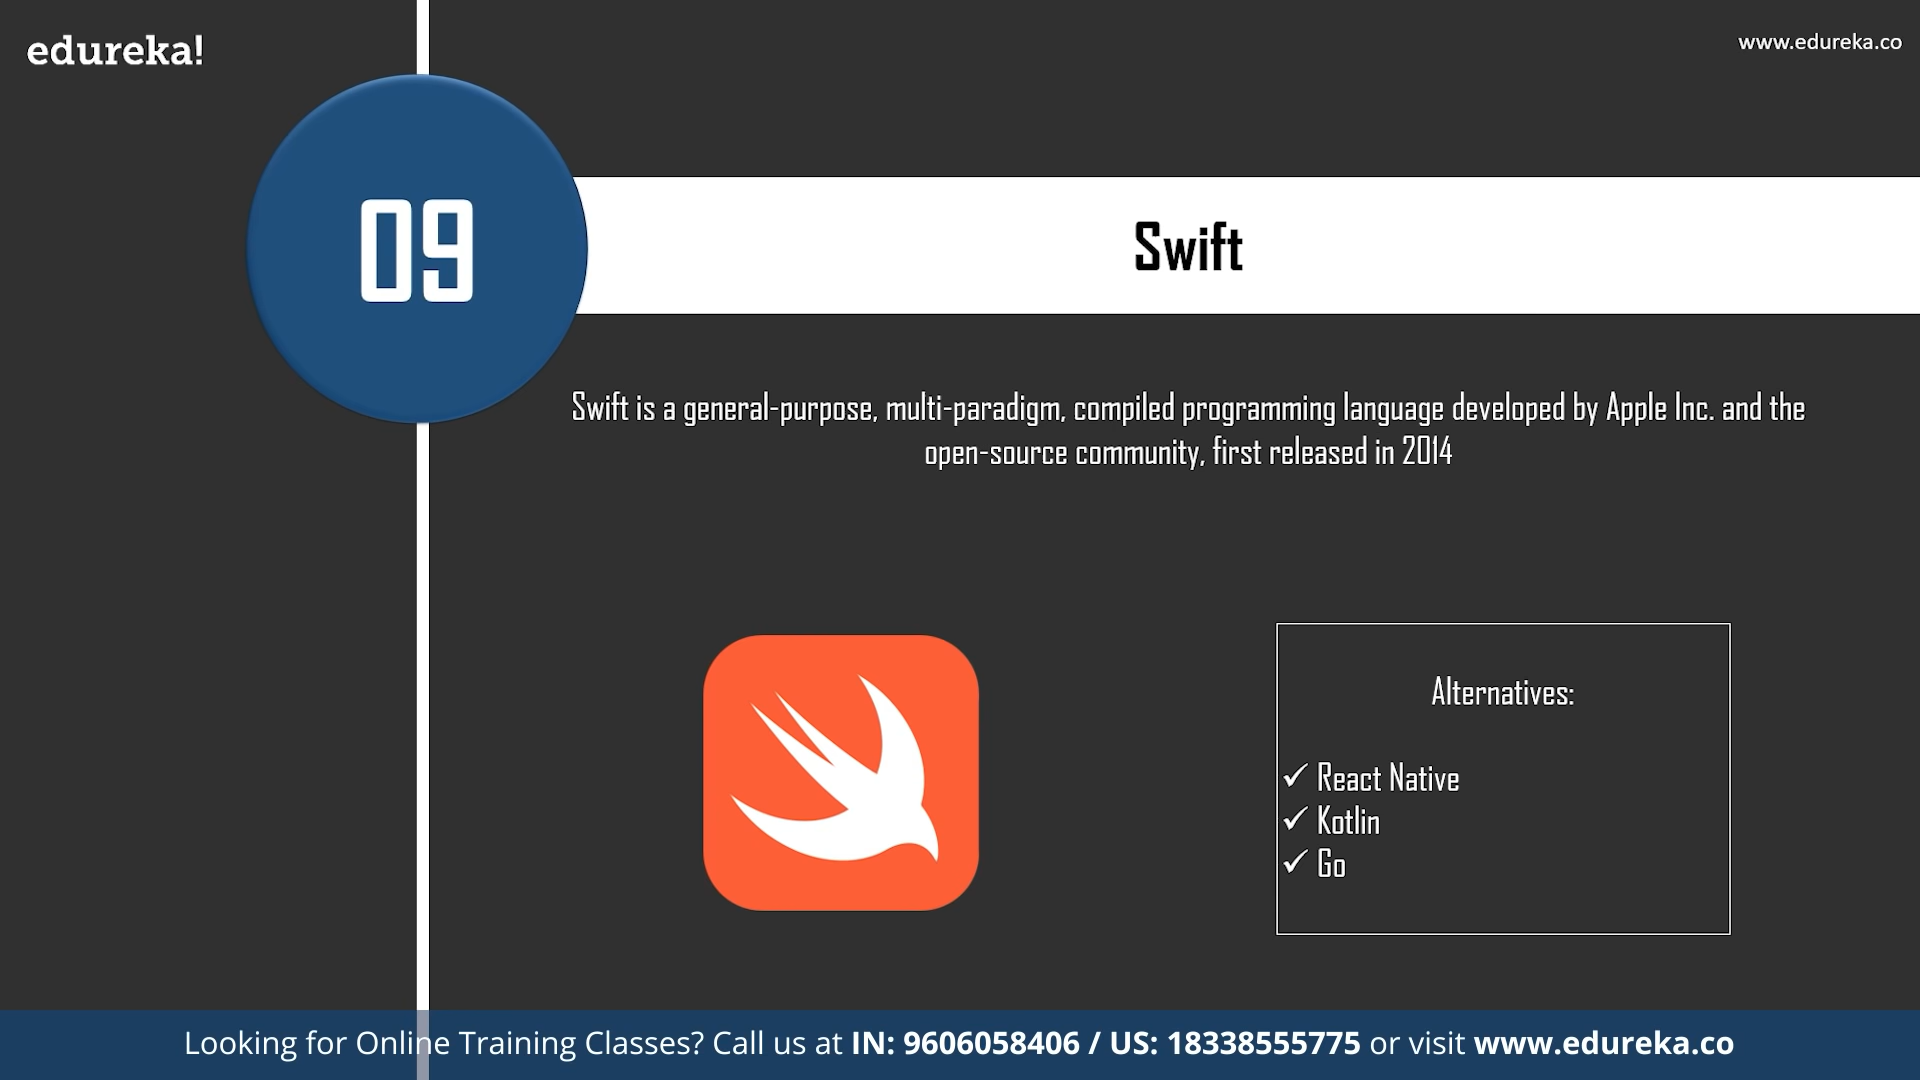 edureka!
www.edureka.co
09
Swift
Swift is a general-purpose, multi-paradigm, compiled programming language developed by Apple Inc. and the
open-source community, first released in 2014
Alternatives:
✓ React Native
✓ Kotlin
✓ Go
Looking for Online Training Classes? Call us at IN: 9606058406 / US: 18338555775 or visit www.edureka.co